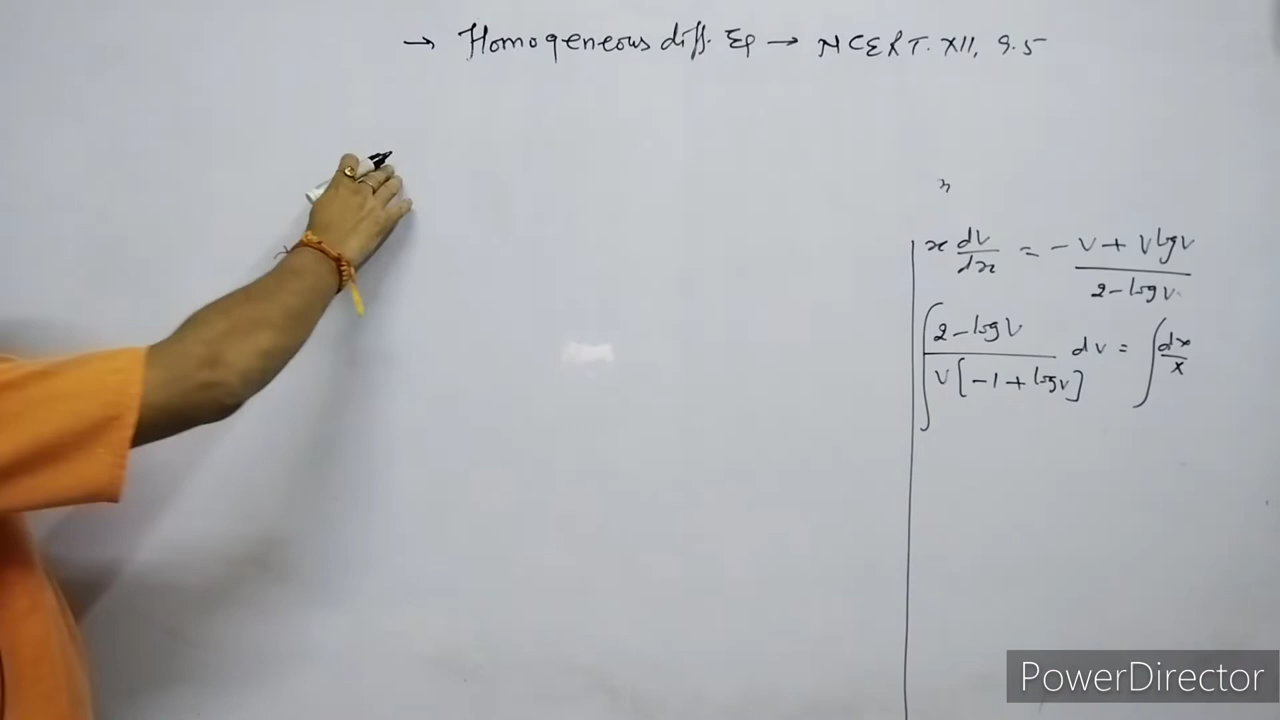 → Homogeneous diff. Eq → NCERT. XII, 9.5
x dv/dx = -v + v log v / 2 - log v
∫ 2 - log v / v[-1 + log v] dv = ∫ dx/x
PowerDirector